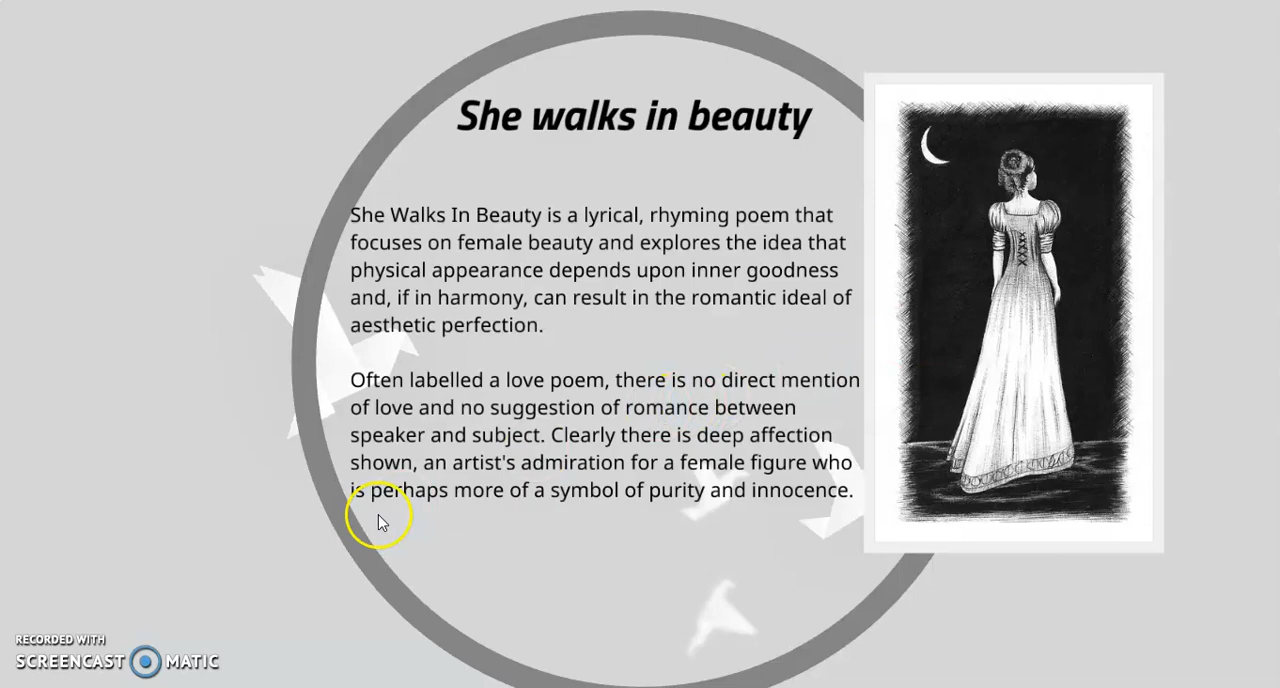 She walks in beauty
She Walks In Beauty is a lyrical, rhyming poem that
focuses on female beauty and explores the idea that
physical appearance depends upon inner goodness
and, if in harmony, can result in the romantic ideal of
aesthetic perfection.
Often labelled a love poem, there is no direct mention
of love and no suggestion of romance between
speaker and subject. Clearly there is deep affection
shown, an artist's admiration for a female figure who
is perhaps more of a symbol of purity and innocence.
RECORDED WITH
SCREENCAST MATIC